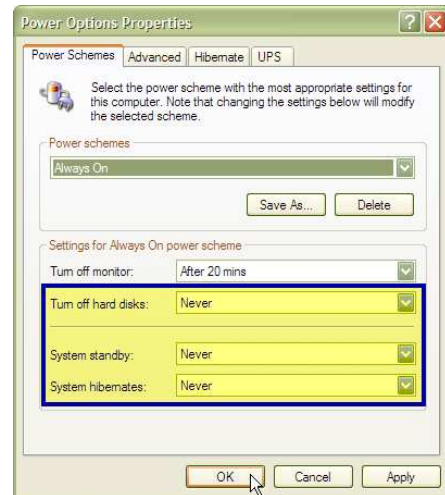 Power Options Properties
Power Schemes Advanced Hibernate UPS
Select the power scheme with the most appropriate settings for
this computer. Note that changing the settings below will modify
the selected scheme.
Power schemes
Always On
Save As... Delete
Settings for Always On power scheme
Turn off monitor: After 20 mins
Turn off hard disks: Never
System standby: Never
System hibernates: Never
OK Cancel Apply